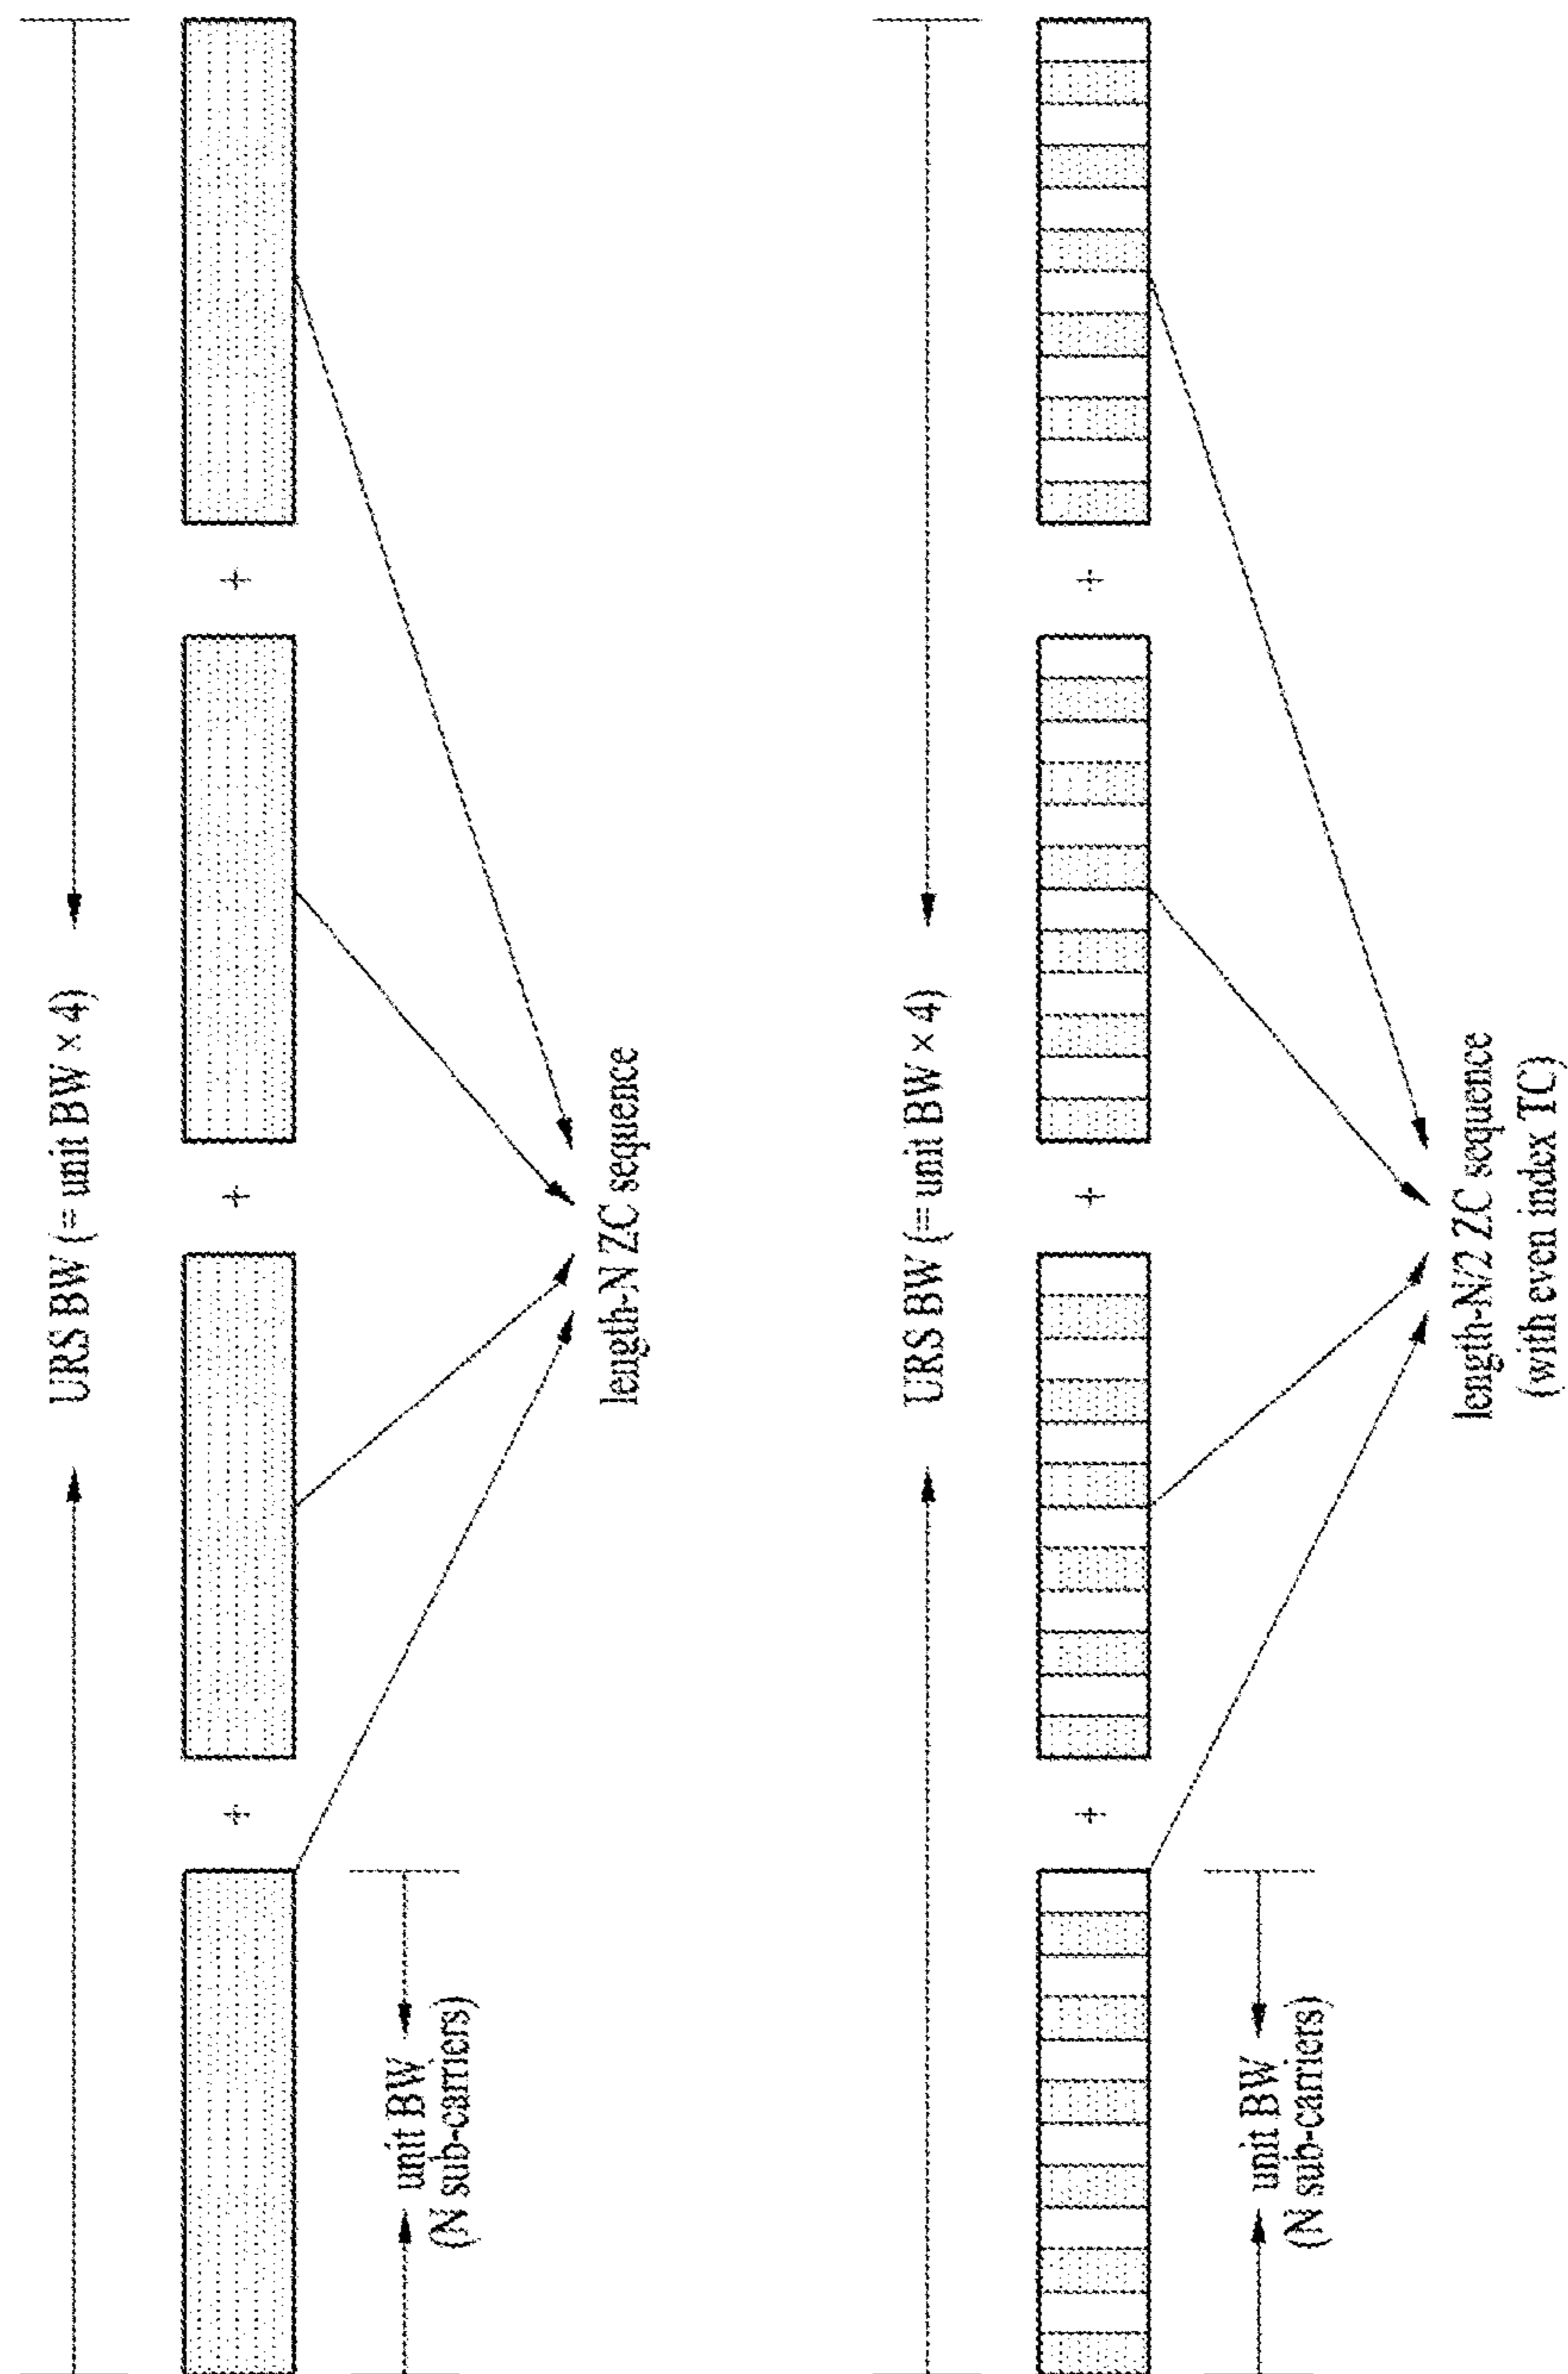 URS BW (= unit BW × 4)
+
+
+
unit BW
(N sub-carriers)
length-N ZC sequence
URS BW (= unit BW × 4)
+
+
+
unit BW
(N sub-carriers)
length-N/2 ZC sequence
(with even index TC)